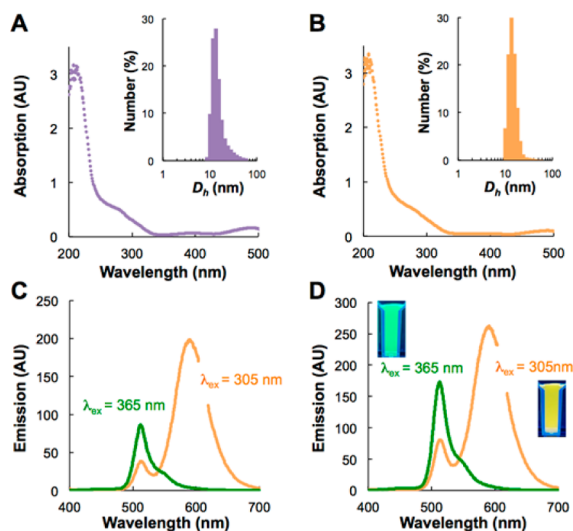 A
B
Absorption (AU)
3
2
1
0
200
300
400
500
Wavelength (nm)
Number (%)
30
20
10
0
1
10
100
Dh (nm)
Absorption (AU)
3
2
1
0
200
300
400
500
Wavelength (nm)
Number (%)
30
20
10
0
1
10
100
Dh (nm)
C
D
Emission (AU)
250
200
150
100
50
0
400
500
600
700
Wavelength (nm)
λex = 365 nm
λex = 305 nm
Emission (AU)
300
250
200
150
100
50
0
400
500
600
700
Wavelength (nm)
λex = 365 nm
λex = 305nm